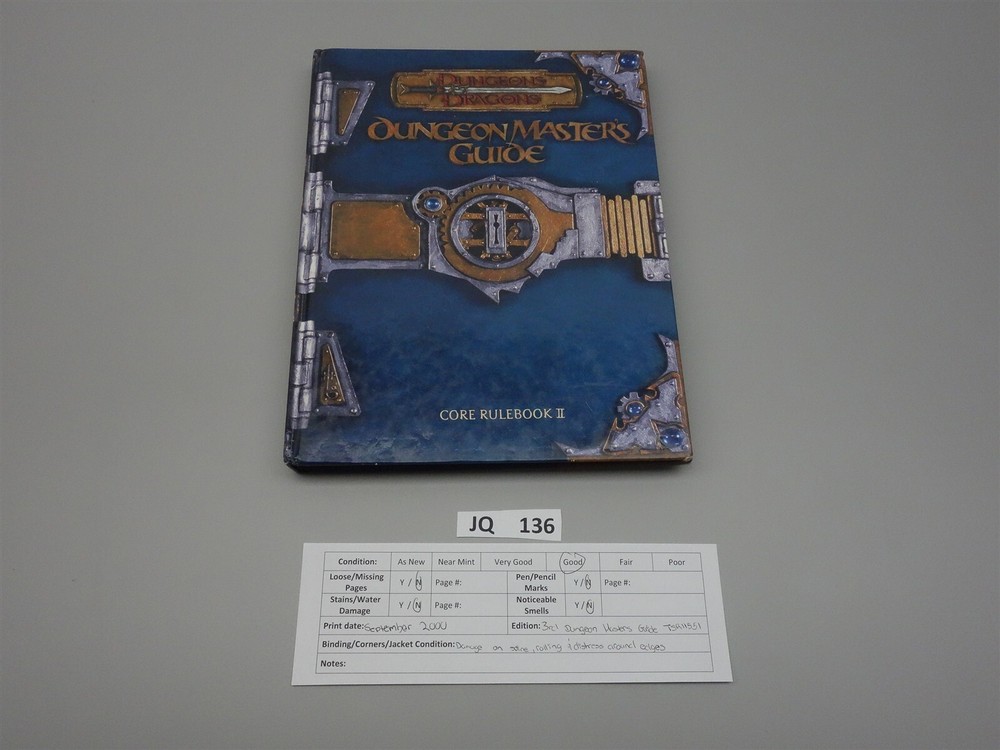 DUNGEONS
DRAGONS
DUNGEON MASTER'S
GUIDE
CORE RULEBOOK II
JQ 136
Condition: As New Near Mint Very Good Good Fair Poor
Loose/Missing Pages Y / N Page #: Pen/Pencil Marks Y / N Page #:
Stains/Water Damage Y / N Page #: Noticeable Smells Y / N
Print date: September 2000 Edition: 3rd Dungeon Masters Guide TSR11551
Binding/Corners/Jacket Condition: Damage on spine, rolling & distress around edges
Notes: